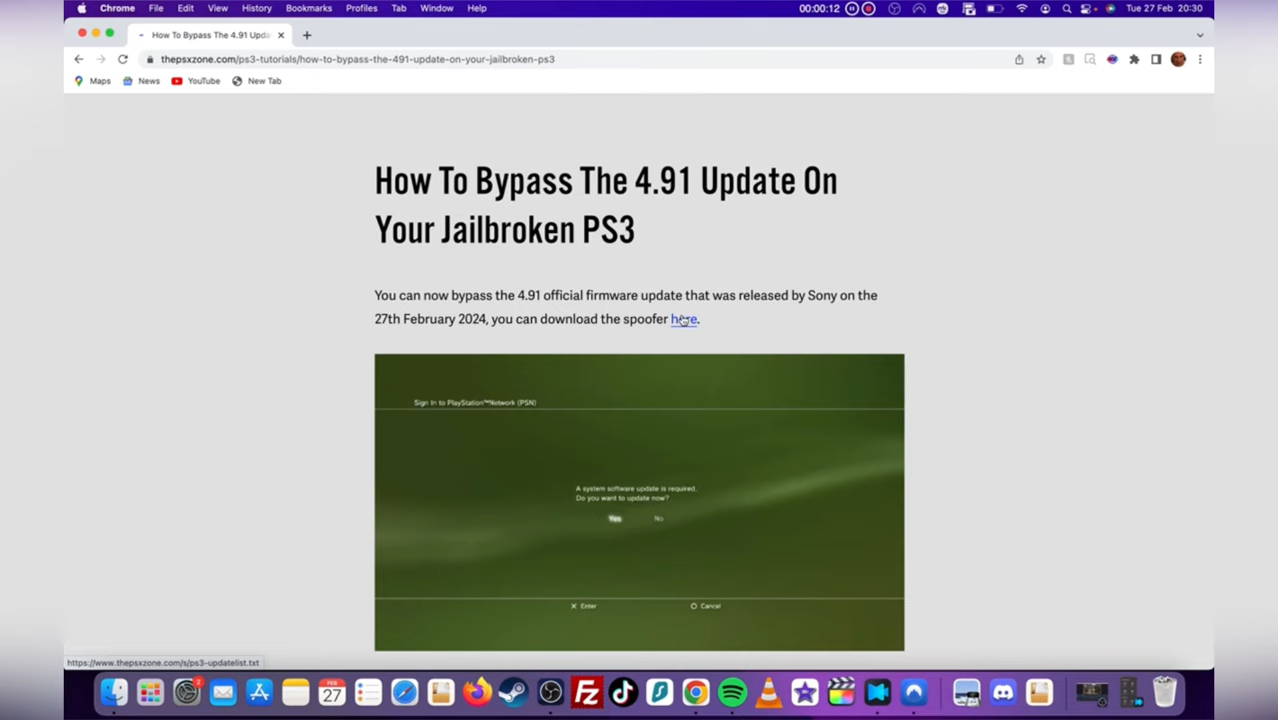 Chrome File Edit View History Bookmarks Profiles Tab Window Help 00:00:12 Tue 27 Feb 20:30
How To Bypass The 4.91 Upda
thepsxzone.com/ps3-tutorials/how-to-bypass-the-491-update-on-your-jailbroken-ps3
Maps News YouTube New Tab
How To Bypass The 4.91 Update On
Your Jailbroken PS3
You can now bypass the 4.91 official firmware update that was released by Sony on the
27th February 2024, you can download the spoofer here.
Sign In to PlayStation™Network (PSN)
A system software update is required.
Do you want to update now?
Yes No
Enter Cancel
https://www.thepsxzone.com/s/ps3-updatelist.txt
2
FEB
27
Fz